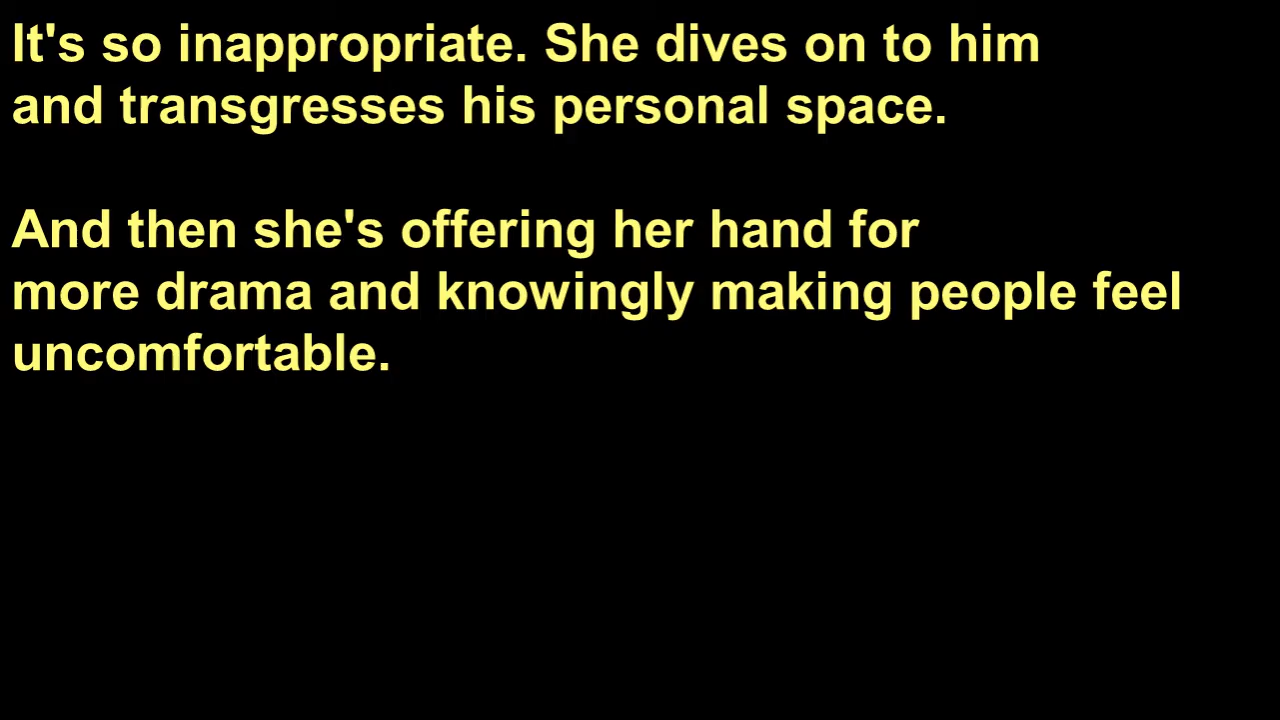 It's so inappropriate. She dives on to him
and transgresses his personal space.
And then she's offering her hand for
more drama and knowingly making people feel
uncomfortable.